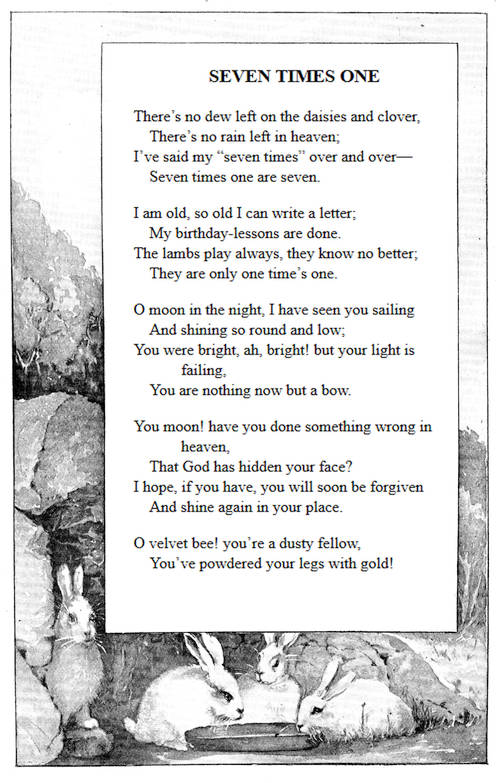 SEVEN TIMES ONE
There’s no dew left on the daisies and clover,
There’s no rain left in heaven;
I’ve said my “seven times” over and over—
Seven times one are seven.
I am old, so old I can write a letter;
My birthday-lessons are done.
The lambs play always, they know no better;
They are only one time’s one.
O moon in the night, I have seen you sailing
And shining so round and low;
You were bright, ah, bright! but your light is
failing,
You are nothing now but a bow.
You moon! have you done something wrong in
heaven,
That God has hidden your face?
I hope, if you have, you will soon be forgiven
And shine again in your place.
O velvet bee! you’re a dusty fellow,
You’ve powdered your legs with gold!